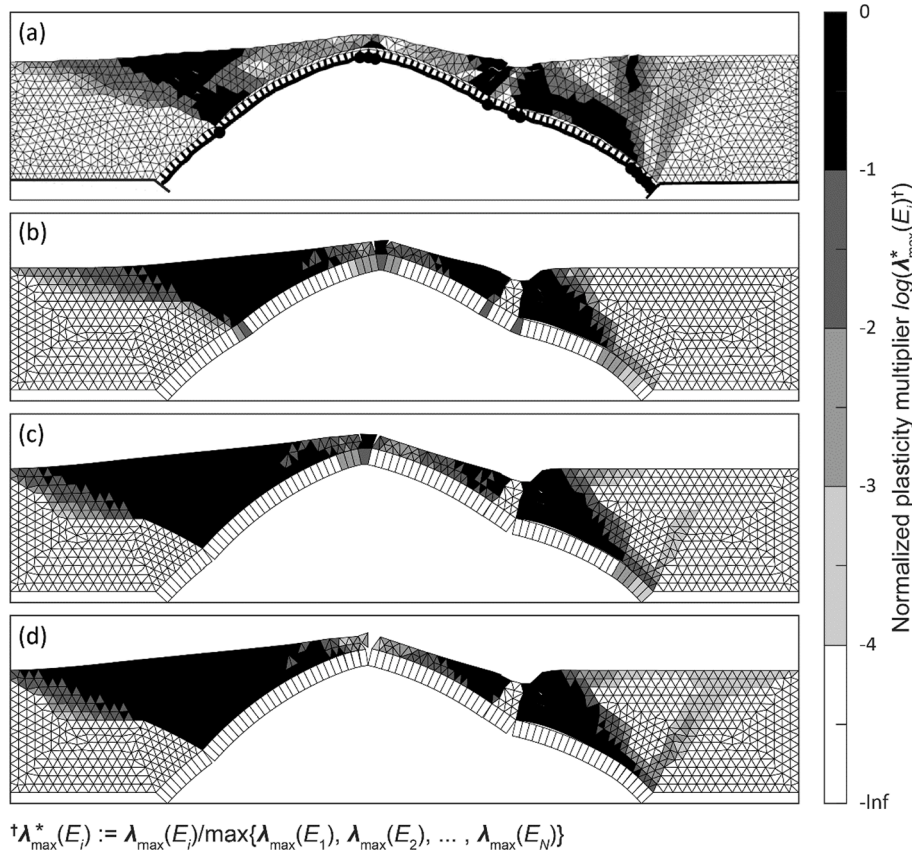 (a)
(b)
(c)
(d)
0
-1
-2
-3
-4
-Inf
Normalized plasticity multiplier log(λ*max(Ei)†)
†λ*max(Ei) := λmax(Ei)/max{λmax(E1), λmax(E2), ... , λmax(EN)}